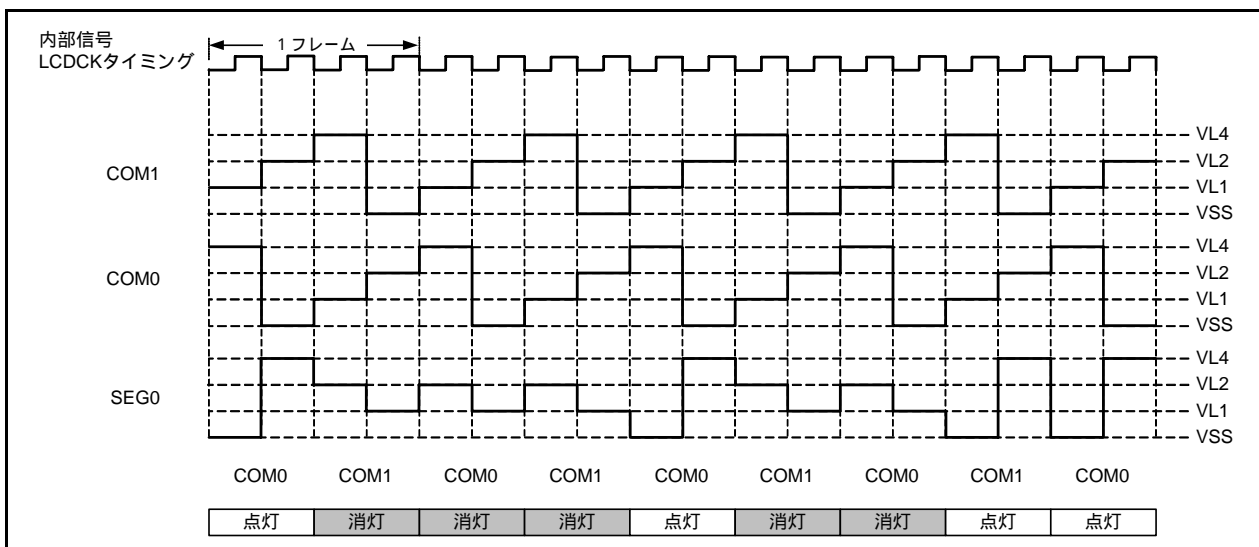 内部信号
LCDCKタイミング
1フレーム
COM1
VL4
VL2
VL1
VSS
COM0
VL4
VL2
VL1
VSS
SEG0
VL4
VL2
VL1
VSS
COM0 COM1 COM0 COM1 COM0 COM1 COM0 COM1 COM0
点灯 消灯 消灯 消灯 点灯 消灯 消灯 点灯 点灯